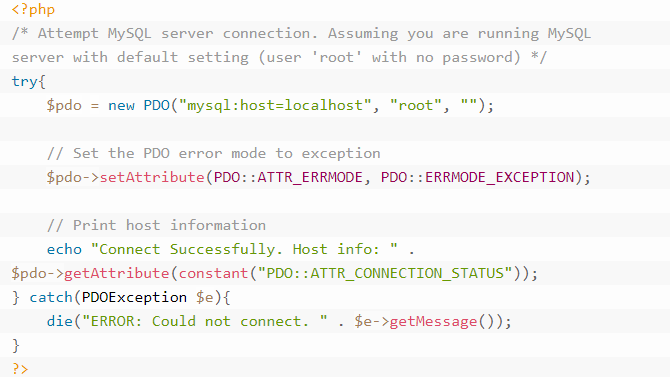 <?php
/* Attempt MySQL server connection. Assuming you are running MySQL
server with default setting (user 'root' with no password) */
try{
    $pdo = new PDO("mysql:host=localhost", "root", "");

    // Set the PDO error mode to exception
    $pdo->setAttribute(PDO::ATTR_ERRMODE, PDO::ERRMODE_EXCEPTION);

    // Print host information
    echo "Connect Successfully. Host info: " .
$pdo->getAttribute(constant("PDO::ATTR_CONNECTION_STATUS"));
} catch(PDOException $e){
    die("ERROR: Could not connect. " . $e->getMessage());
}
?>